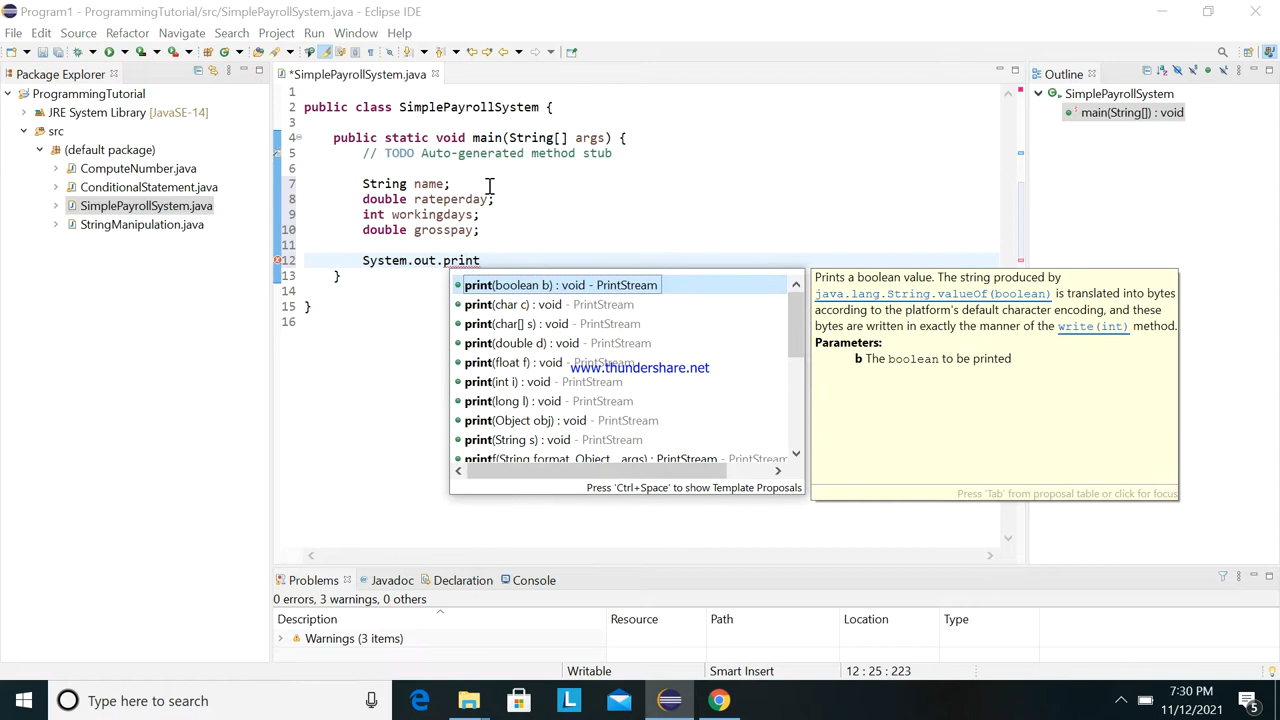 Program1 - ProgrammingTutorial/src/SimplePayrollSystem.java - Eclipse IDE
File Edit Source Refactor Navigate Search Project Run Window Help
Package Explorer
ProgrammingTutorial
JRE System Library [JavaSE-14]
src
(default package)
ComputeNumber.java
ConditionalStatement.java
SimplePayrollSystem.java
StringManipulation.java
*SimplePayrollSystem.java
1
2 public class SimplePayrollSystem {
3
4 public static void main(String[] args) {
5 // TODO Auto-generated method stub
6
7 String name;
8 double rateperday;
9 int workingdays;
10 double grosspay;
11
12 System.out.print
13 }
14
15 }
16
print(boolean b) : void - PrintStream
print(char c) : void - PrintStream
print(char[] s) : void - PrintStream
print(double d) : void - PrintStream
print(float f) : void - PrintStream
www.thundershare.net
print(int i) : void - PrintStream
print(long l) : void - PrintStream
print(Object obj) : void - PrintStream
print(String s) : void - PrintStream
printf(String format, Object... args) : PrintStream - PrintStream
Press 'Ctrl+Space' to show Template Proposals
Prints a boolean value. The string produced by
java.lang.String.valueOf(boolean) is translated into bytes
according to the platform's default character encoding, and these
bytes are written in exactly the manner of the write(int) method.
Parameters:
b The boolean to be printed
Press 'Tab' from proposal table or click for focus
Outline
SimplePayrollSystem
main(String[]) : void
Problems Javadoc Declaration Console
0 errors, 3 warnings, 0 others
Description Resource Path Location Type
Warnings (3 items)
Writable Smart Insert 12 : 25 : 223
Type here to search
L
7:30 PM
11/12/2021
5